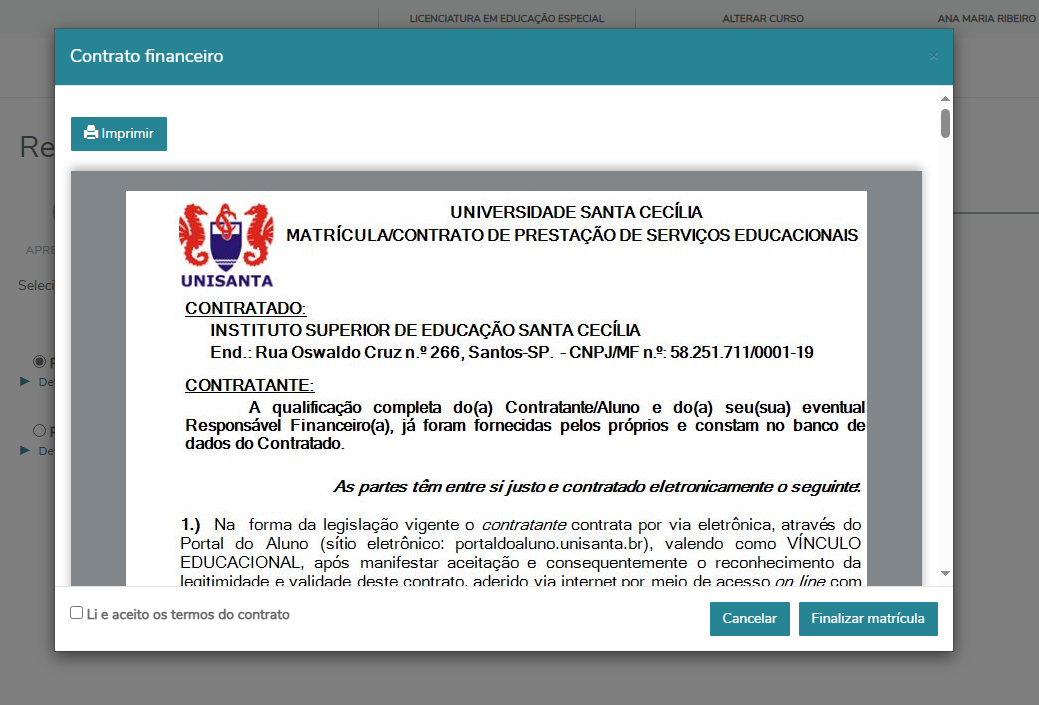 LICENCIATURA EM EDUCAÇÃO ESPECIAL
ALTERAR CURSO
ANA MARIA RIBEIRO
Contrato financeiro
×
Imprimir
UNISANTA
UNIVERSIDADE SANTA CECÍLIA
MATRÍCULA/CONTRATO DE PRESTAÇÃO DE SERVIÇOS EDUCACIONAIS
CONTRATADO:
INSTITUTO SUPERIOR DE EDUCAÇÃO SANTA CECÍLIA
End.: Rua Oswaldo Cruz n.º 266, Santos-SP. - CNPJ/MF n.º: 58.251.711/0001-19
CONTRATANTE:
A qualificação completa do(a) Contratante/Aluno e do(a) seu(sua) eventual
Responsável Financeiro(a), já foram fornecidas pelos próprios e constam no banco de
dados do Contratado.
As partes têm entre si justo e contratado eletronicamente o seguinte:
1.) Na forma da legislação vigente o contratante contrata por via eletrônica, através do
Portal do Aluno (sítio eletrônico: portaldoaluno.unisanta.br), valendo como VÍNCULO
EDUCACIONAL, após manifestar aceitação e consequentemente o reconhecimento da
legitimidade e validade deste contrato, aderido via internet por meio de acesso on line com
Li e aceito os termos do contrato
Cancelar
Finalizar matrícula